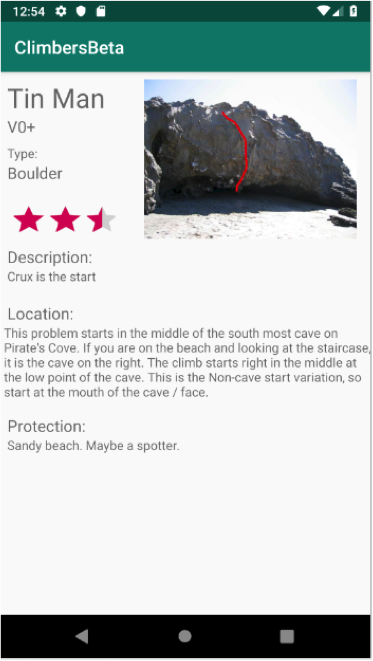 12:54
ClimbersBeta
Tin Man
V0+
Type:
Boulder
Description:
Crux is the start
Location:
This problem starts in the middle of the south most cave on
Pirate's Cove. If you are on the beach and looking at the staircase,
it is the cave on the right. The climb starts right in the middle at
the low point of the cave. This is the Non-cave start variation, so
start at the mouth of the cave / face.
Protection:
Sandy beach. Maybe a spotter.